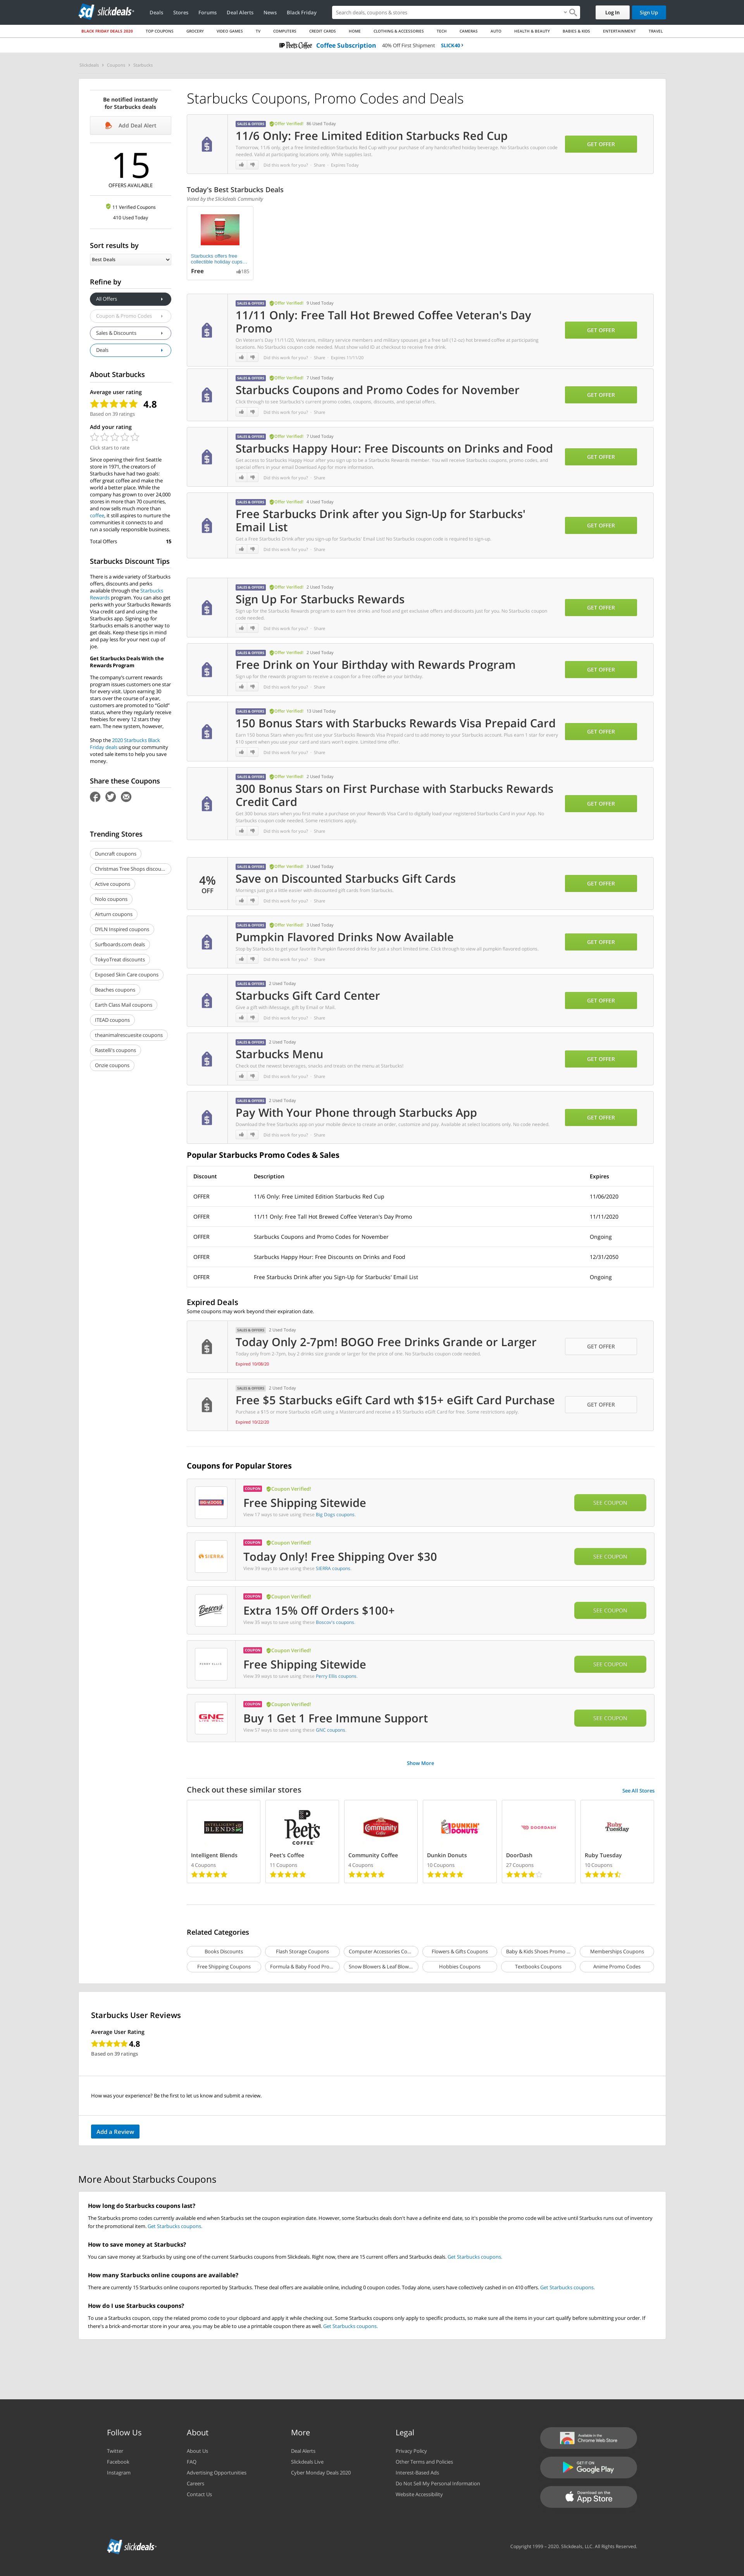 sd slickdeals
Deals
Stores
Forums
Deal Alerts
News
Black Friday
Search deals, coupons & stores
Log In
Sign Up
BLACK FRIDAY DEALS 2020
TOP COUPONS
GROCERY
VIDEO GAMES
TV
COMPUTERS
CREDIT CARDS
HOME
CLOTHING & ACCESSORIES
TECH
CAMERAS
AUTO
HEALTH & BEAUTY
BABIES & KIDS
ENTERTAINMENT
TRAVEL
Peet's Coffee Coffee Subscription 40% Off First Shipment SLICK40 >
Slickdeals > Coupons > Starbucks
Be notified instantly
for Starbucks deals
Add Deal Alert
15
OFFERS AVAILABLE
11 Verified Coupons
410 Used Today
Sort results by
Best Deals
Refine by
All Offers
Coupon & Promo Codes
Sales & Discounts
Deals
About Starbucks
Average user rating
4.8
Based on 39 ratings
Add your rating
Click stars to rate
Since opening their first Seattle
store in 1971, the creators of
Starbucks have had two goals:
offer great coffee and make the
world a better place. While the
company has grown to over 24,000
stores in more than 70 countries,
and now sells much more than
coffee, it still aspires to nurture the
communities it connects to and
run a socially responsible business.
Total Offers 15
Starbucks Discount Tips
There is a wide variety of Starbucks
offers, discounts and perks
available through the Starbucks
Rewards program. You can also get
perks with your Starbucks Rewards
Visa credit card and using the
Starbucks app. Signing up for
Starbucks emails is another way to
get deals. Keep these tips in mind
and pay less for your next cup of
joe.
Get Starbucks Deals With the
Rewards Program
The company's current rewards
program issues customers one star
for every visit. Upon earning 30
stars over the course of a year,
customers are promoted to "Gold"
status, where they regularly receive
freebies for every 12 stars they
earn. The new system, however,
Shop the 2020 Starbucks Black
Friday deals using our community
voted sale items to help you save
money.
Share these Coupons
Trending Stores
Duncraft coupons
Christmas Tree Shops discou...
Active coupons
Nolo coupons
Airturn coupons
DYLN Inspired coupons
Surfboards.com deals
TokyoTreat discounts
Exposed Skin Care coupons
Beaches coupons
Earth Class Mail coupons
ITEAD coupons
theanimalrescuesite coupons
Rastelli's coupons
Onzie coupons
Starbucks Coupons, Promo Codes and Deals
SALES & OFFERS Offer Verified! 86 Used Today
11/6 Only: Free Limited Edition Starbucks Red Cup
Tomorrow, 11/6 only, get a free limited edition Starbucks Red Cup with your purchase of any handcrafted holiday beverage. No Starbucks coupon code
needed. Valid at participating locations only. While supplies last.
Did this work for you? · Share · Expires Today
GET OFFER
Today's Best Starbucks Deals
Voted by the Slickdeals Community
Starbucks offers free
collectible holiday cups...
Free 185
SALES & OFFERS Offer Verified! 9 Used Today
11/11 Only: Free Tall Hot Brewed Coffee Veteran's Day
Promo
On Veteran's Day 11/11/20, Veterans, military service members and military spouses get a free tall (12-oz) hot brewed coffee at participating
locations. No Starbucks coupon code needed. Must show valid ID at checkout to receive free drink.
Did this work for you? · Share · Expires 11/11/20
GET OFFER
SALES & OFFERS Offer Verified! 7 Used Today
Starbucks Coupons and Promo Codes for November
Click through to see Starbucks's current promo codes, coupons, discounts, and special offers.
Did this work for you? · Share
GET OFFER
SALES & OFFERS Offer Verified! 7 Used Today
Starbucks Happy Hour: Free Discounts on Drinks and Food
Get access to Starbucks Happy Hour after you sign up to be a Starbucks Rewards member. You will receive Starbucks coupons, promo codes, and
special offers in your email! Download App for more information.
Did this work for you? · Share
GET OFFER
SALES & OFFERS Offer Verified! 4 Used Today
Free Starbucks Drink after you Sign-Up for Starbucks'
Email List
Get a Free Starbucks Drink after you sign-up for Starbucks' Email List! No Starbucks coupon code is required to sign-up.
Did this work for you? · Share
GET OFFER
SALES & OFFERS Offer Verified! 2 Used Today
Sign Up For Starbucks Rewards
Sign up for the Starbucks Rewards program to earn free drinks and food and get exclusive offers and discounts just for you. No Starbucks coupon
code needed.
Did this work for you? · Share
GET OFFER
SALES & OFFERS Offer Verified! 2 Used Today
Free Drink on Your Birthday with Rewards Program
Sign up for the rewards program to receive a coupon for a free coffee on your birthday.
Did this work for you? · Share
GET OFFER
SALES & OFFERS Offer Verified! 13 Used Today
150 Bonus Stars with Starbucks Rewards Visa Prepaid Card
Earn 150 Bonus Stars when you first use your Starbucks Rewards Visa Prepaid card to add money to your Starbucks account. Plus earn 1 star for every
$10 spent when you use your card and stars won't expire. Limited time offer.
Did this work for you? · Share
GET OFFER
SALES & OFFERS Offer Verified! 2 Used Today
300 Bonus Stars on First Purchase with Starbucks Rewards
Credit Card
Get 300 bonus stars when you first make a purchase on your Rewards Visa Card to digitally load your registered Starbucks Card in your App. No
Starbucks coupon code needed. Some restrictions apply.
Did this work for you? · Share
GET OFFER
4%
OFF
SALES & OFFERS Offer Verified! 3 Used Today
Save on Discounted Starbucks Gift Cards
Mornings just got a little easier with discounted gift cards from Starbucks.
Did this work for you? · Share
GET OFFER
SALES & OFFERS Offer Verified! 3 Used Today
Pumpkin Flavored Drinks Now Available
Stop by Starbucks to get your favorite Pumpkin flavored drinks for just a short limited time. Click through to view all pumpkin flavored options.
Did this work for you? · Share
GET OFFER
SALES & OFFERS 2 Used Today
Starbucks Gift Card Center
Give a gift with iMessage, gift by Email or Mail.
Did this work for you? · Share
GET OFFER
SALES & OFFERS 2 Used Today
Starbucks Menu
Check out the newest beverages, snacks and treats on the menu at Starbucks!
Did this work for you? · Share
GET OFFER
SALES & OFFERS 2 Used Today
Pay With Your Phone through Starbucks App
Download the free Starbucks app on your mobile device to create an order, customize and pay. Available at select locations only. No code needed.
Did this work for you? · Share
GET OFFER
Popular Starbucks Promo Codes & Sales
Discount Description Expires
OFFER 11/6 Only: Free Limited Edition Starbucks Red Cup 11/06/2020
OFFER 11/11 Only: Free Tall Hot Brewed Coffee Veteran's Day Promo 11/11/2020
OFFER Starbucks Coupons and Promo Codes for November Ongoing
OFFER Starbucks Happy Hour: Free Discounts on Drinks and Food 12/31/2050
OFFER Free Starbucks Drink after you Sign-Up for Starbucks' Email List Ongoing
Expired Deals
Some coupons may work beyond their expiration date.
SALES & OFFERS 2 Used Today
Today Only 2-7pm! BOGO Free Drinks Grande or Larger
Today only from 2-7pm, buy 2 drinks size grande or larger for the price of one. No Starbucks coupon code needed.
Expired 10/08/20
GET OFFER
SALES & OFFERS 2 Used Today
Free $5 Starbucks eGift Card wth $15+ eGift Card Purchase
Purchase a $15 or more Starbucks eGift using a Mastercard and receive a $5 Starbucks eGift Card for free. Some restrictions apply.
Expired 10/22/20
GET OFFER
Coupons for Popular Stores
BIG DOGS
COUPON Coupon Verified!
Free Shipping Sitewide
View 17 ways to save using these Big Dogs coupons.
SEE COUPON
SIERRA
COUPON Coupon Verified!
Today Only! Free Shipping Over $30
View 39 ways to save using these SIERRA coupons.
SEE COUPON
Boscov's
COUPON Coupon Verified!
Extra 15% Off Orders $100+
View 35 ways to save using these Boscov's coupons.
SEE COUPON
PERRY ELLIS
COUPON Coupon Verified!
Free Shipping Sitewide
View 39 ways to save using these Perry Ellis coupons.
SEE COUPON
GNC
LIVE WELL
COUPON Coupon Verified!
Buy 1 Get 1 Free Immune Support
View 57 ways to save using these GNC coupons.
SEE COUPON
Show More
Check out these similar stores
See All Stores
INTELLIGENT
BLENDS
Intelligent Blends
4 Coupons
Peet's
COFFEE
Peet's Coffee
11 Coupons
Community
Coffee
Community Coffee
4 Coupons
DUNKIN'
DONUTS
Dunkin Donuts
10 Coupons
DOORDASH
DoorDash
27 Coupons
Ruby
Tuesday
Ruby Tuesday
10 Coupons
Related Categories
Books Discounts
Flash Storage Coupons
Computer Accessories Co...
Flowers & Gifts Coupons
Baby & Kids Shoes Promo ...
Memberships Coupons
Free Shipping Coupons
Formula & Baby Food Pro...
Snow Blowers & Leaf Blow...
Hobbies Coupons
Textbooks Coupons
Anime Promo Codes
Starbucks User Reviews
Average User Rating
4.8
Based on 39 ratings
How was your experience? Be the first to let us know and submit a review.
Add a Review
More About Starbucks Coupons
How long do Starbucks coupons last?
The Starbucks promo codes currently available end when Starbucks set the coupon expiration date. However, some Starbucks deals don't have a definite end date, so it's possible the promo code will be active until Starbucks runs out of inventory
for the promotional item. Get Starbucks coupons.
How to save money at Starbucks?
You can save money at Starbucks by using one of the current Starbucks coupons from Slickdeals. Right now, there are 15 current offers and Starbucks deals. Get Starbucks coupons.
How many Starbucks online coupons are available?
There are currently 15 Starbucks online coupons reported by Starbucks. These deal offers are available online, including 0 coupon codes. Today alone, users have collectively cashed in on 410 offers. Get Starbucks coupons.
How do I use Starbucks coupons?
To use a Starbucks coupon, copy the related promo code to your clipboard and apply it while checking out. Some Starbucks coupons only apply to specific products, so make sure all the items in your cart qualify before submitting your order. If
there's a brick-and-mortar store in your area, you may be able to use a printable coupon there as well. Get Starbucks coupons.
Follow Us
Twitter
Facebook
Instagram
About
About Us
FAQ
Advertising Opportunities
Careers
Contact Us
More
Deal Alerts
Slickdeals Live
Cyber Monday Deals 2020
Legal
Privacy Policy
Other Terms and Policies
Interest-Based Ads
Do Not Sell My Personal Information
Website Accessibility
Available in the
Chrome Web Store
GET IT ON
Google Play
Download on the
App Store
sd slickdeals
Copyright 1999 - 2020. Slickdeals, LLC. All Rights Reserved.